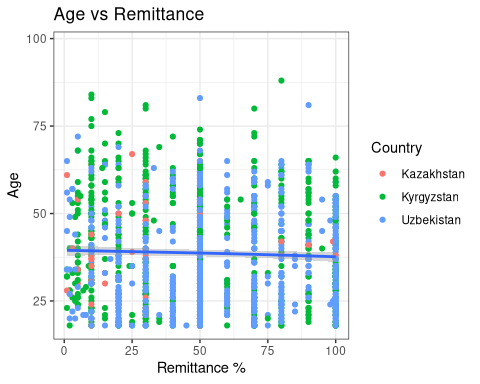 Age vs Remittance
100
75
50
25
Age
0
25
50
75
100
Remittance %
Country
Kazakhstan
Kyrgyzstan
Uzbekistan